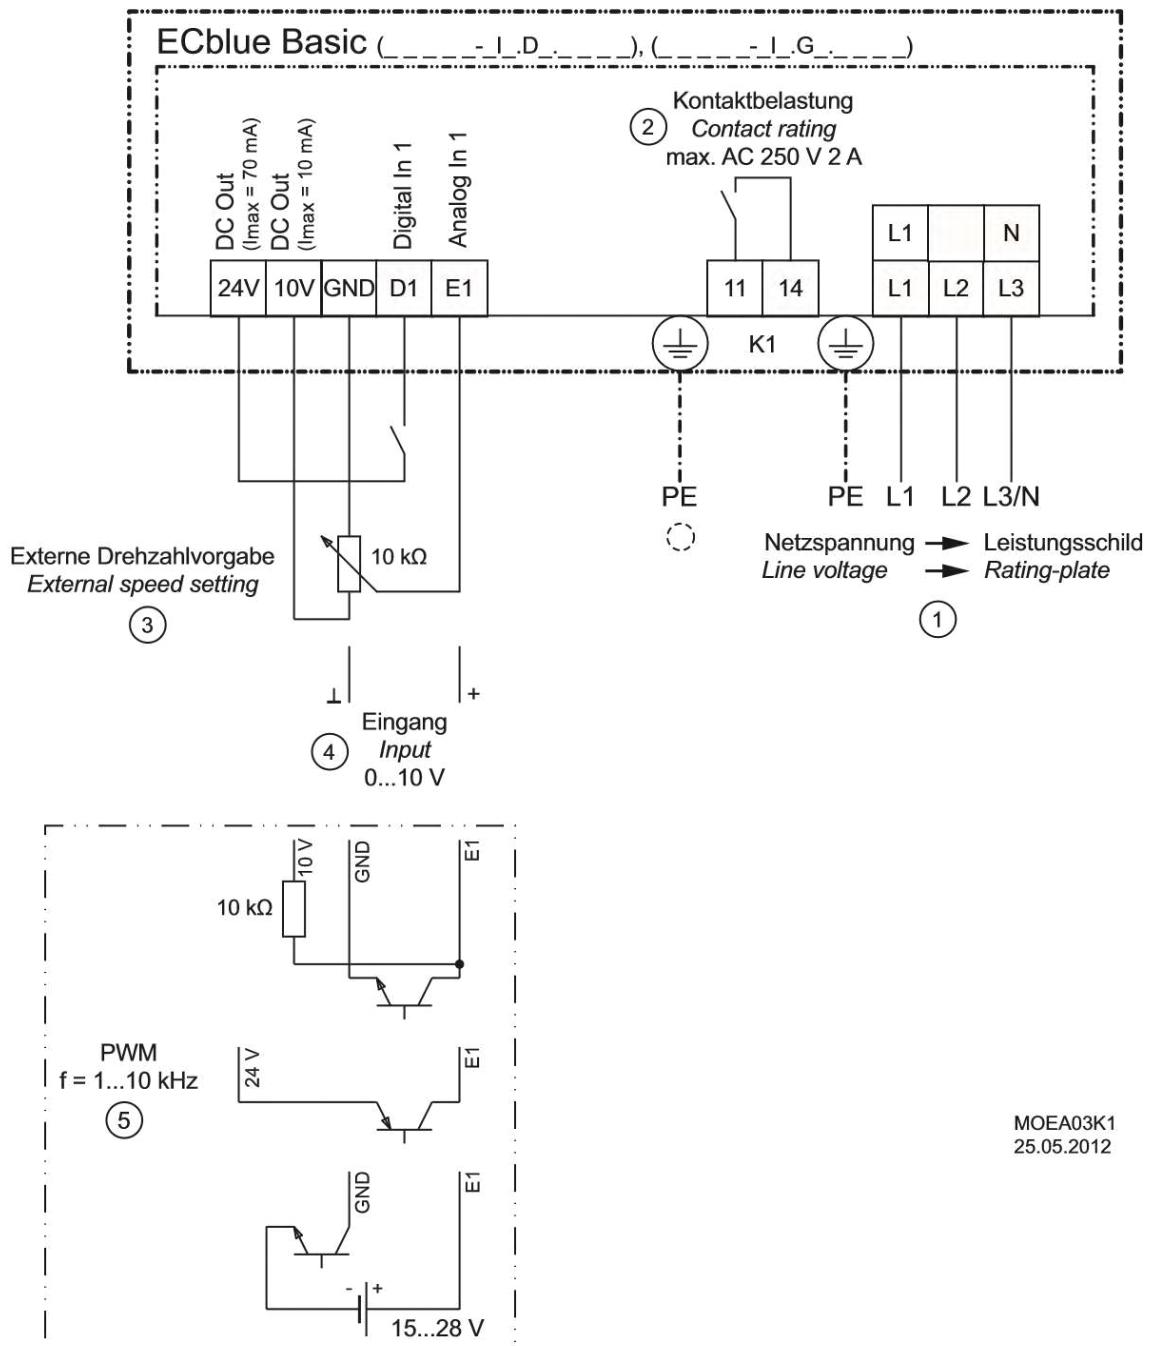 ECblue Basic (_ _ _ _ _-_I_.D_._ _ _ _), (_ _ _ _ _-_I_.G_._ _ _ _)
Kontaktbelastung
2
Contact rating
max. AC 250 V 2 A
DC Out
(Imax = 70 mA)
DC Out
(Imax = 10 mA)
Digital In 1
Analog In 1
L1 N
24V 10V GND D1 E1 11 14 L1 L2 L3
K1
PE PE L1 L2 L3/N
Externe Drehzahlvorgabe
External speed setting
3
10 kΩ
Netzspannung Leistungsschild
Line voltage Rating-plate
1
+
Eingang
4 Input
0...10 V
10 V GND E1
10 kΩ
PWM
f = 1...10 kHz
5
24 V E1
MOEA03K1
25.05.2012
GND E1
- +
15...28 V